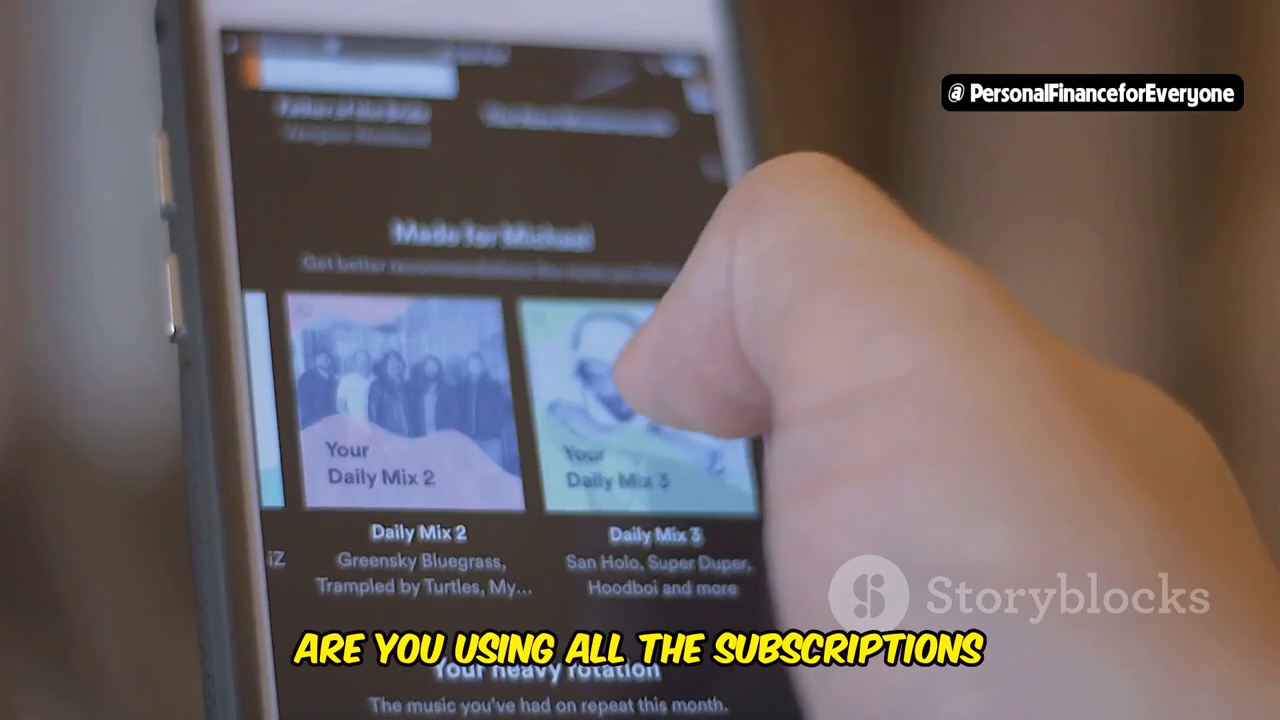 @ PersonalFinanceforEveryone
Made for Michael
Your
Daily Mix 2
Your
Daily Mix 3
Daily Mix 2
Daily Mix 3
iZ
Greensky Bluegrass,
Trampled by Turtles, My...
San Holo, Super Duper,
Hoodboi and more
Storyblocks
ARE YOU USING ALL THE SUBSCRIPTIONS
Your heavy rotation
The music you've had on repeat this month.